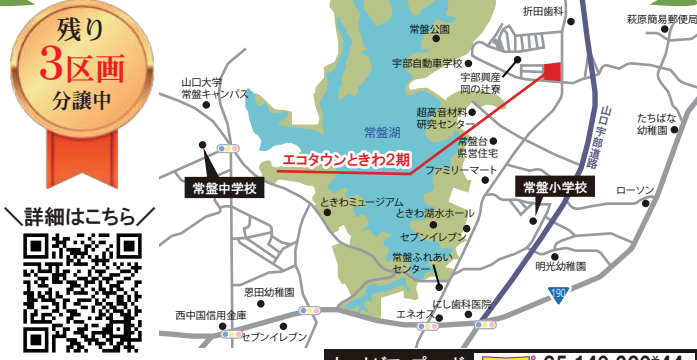 残り
3区画
分譲中
＼詳細はこちら／
折田歯科
萩原簡易郵便局
常盤公園
宇部自動車学校
宇部興産
岡の辻寮
山口大学
常盤キャンパス
超高音材料
研究センター
たちばな
幼稚園
常盤湖
山口宇部道路
常盤台
県営住宅
エコタウンときわ2期
ファミリーマート
常盤中学校
常盤小学校
ローソン
ときわミュージアム
ときわ湖水ホール
セブンイレブン
常盤ふれあい
センター
明光幼稚園
190
恩田幼稚園
にし歯科医院
エネオス
西中国信用金庫
セブンイレブン